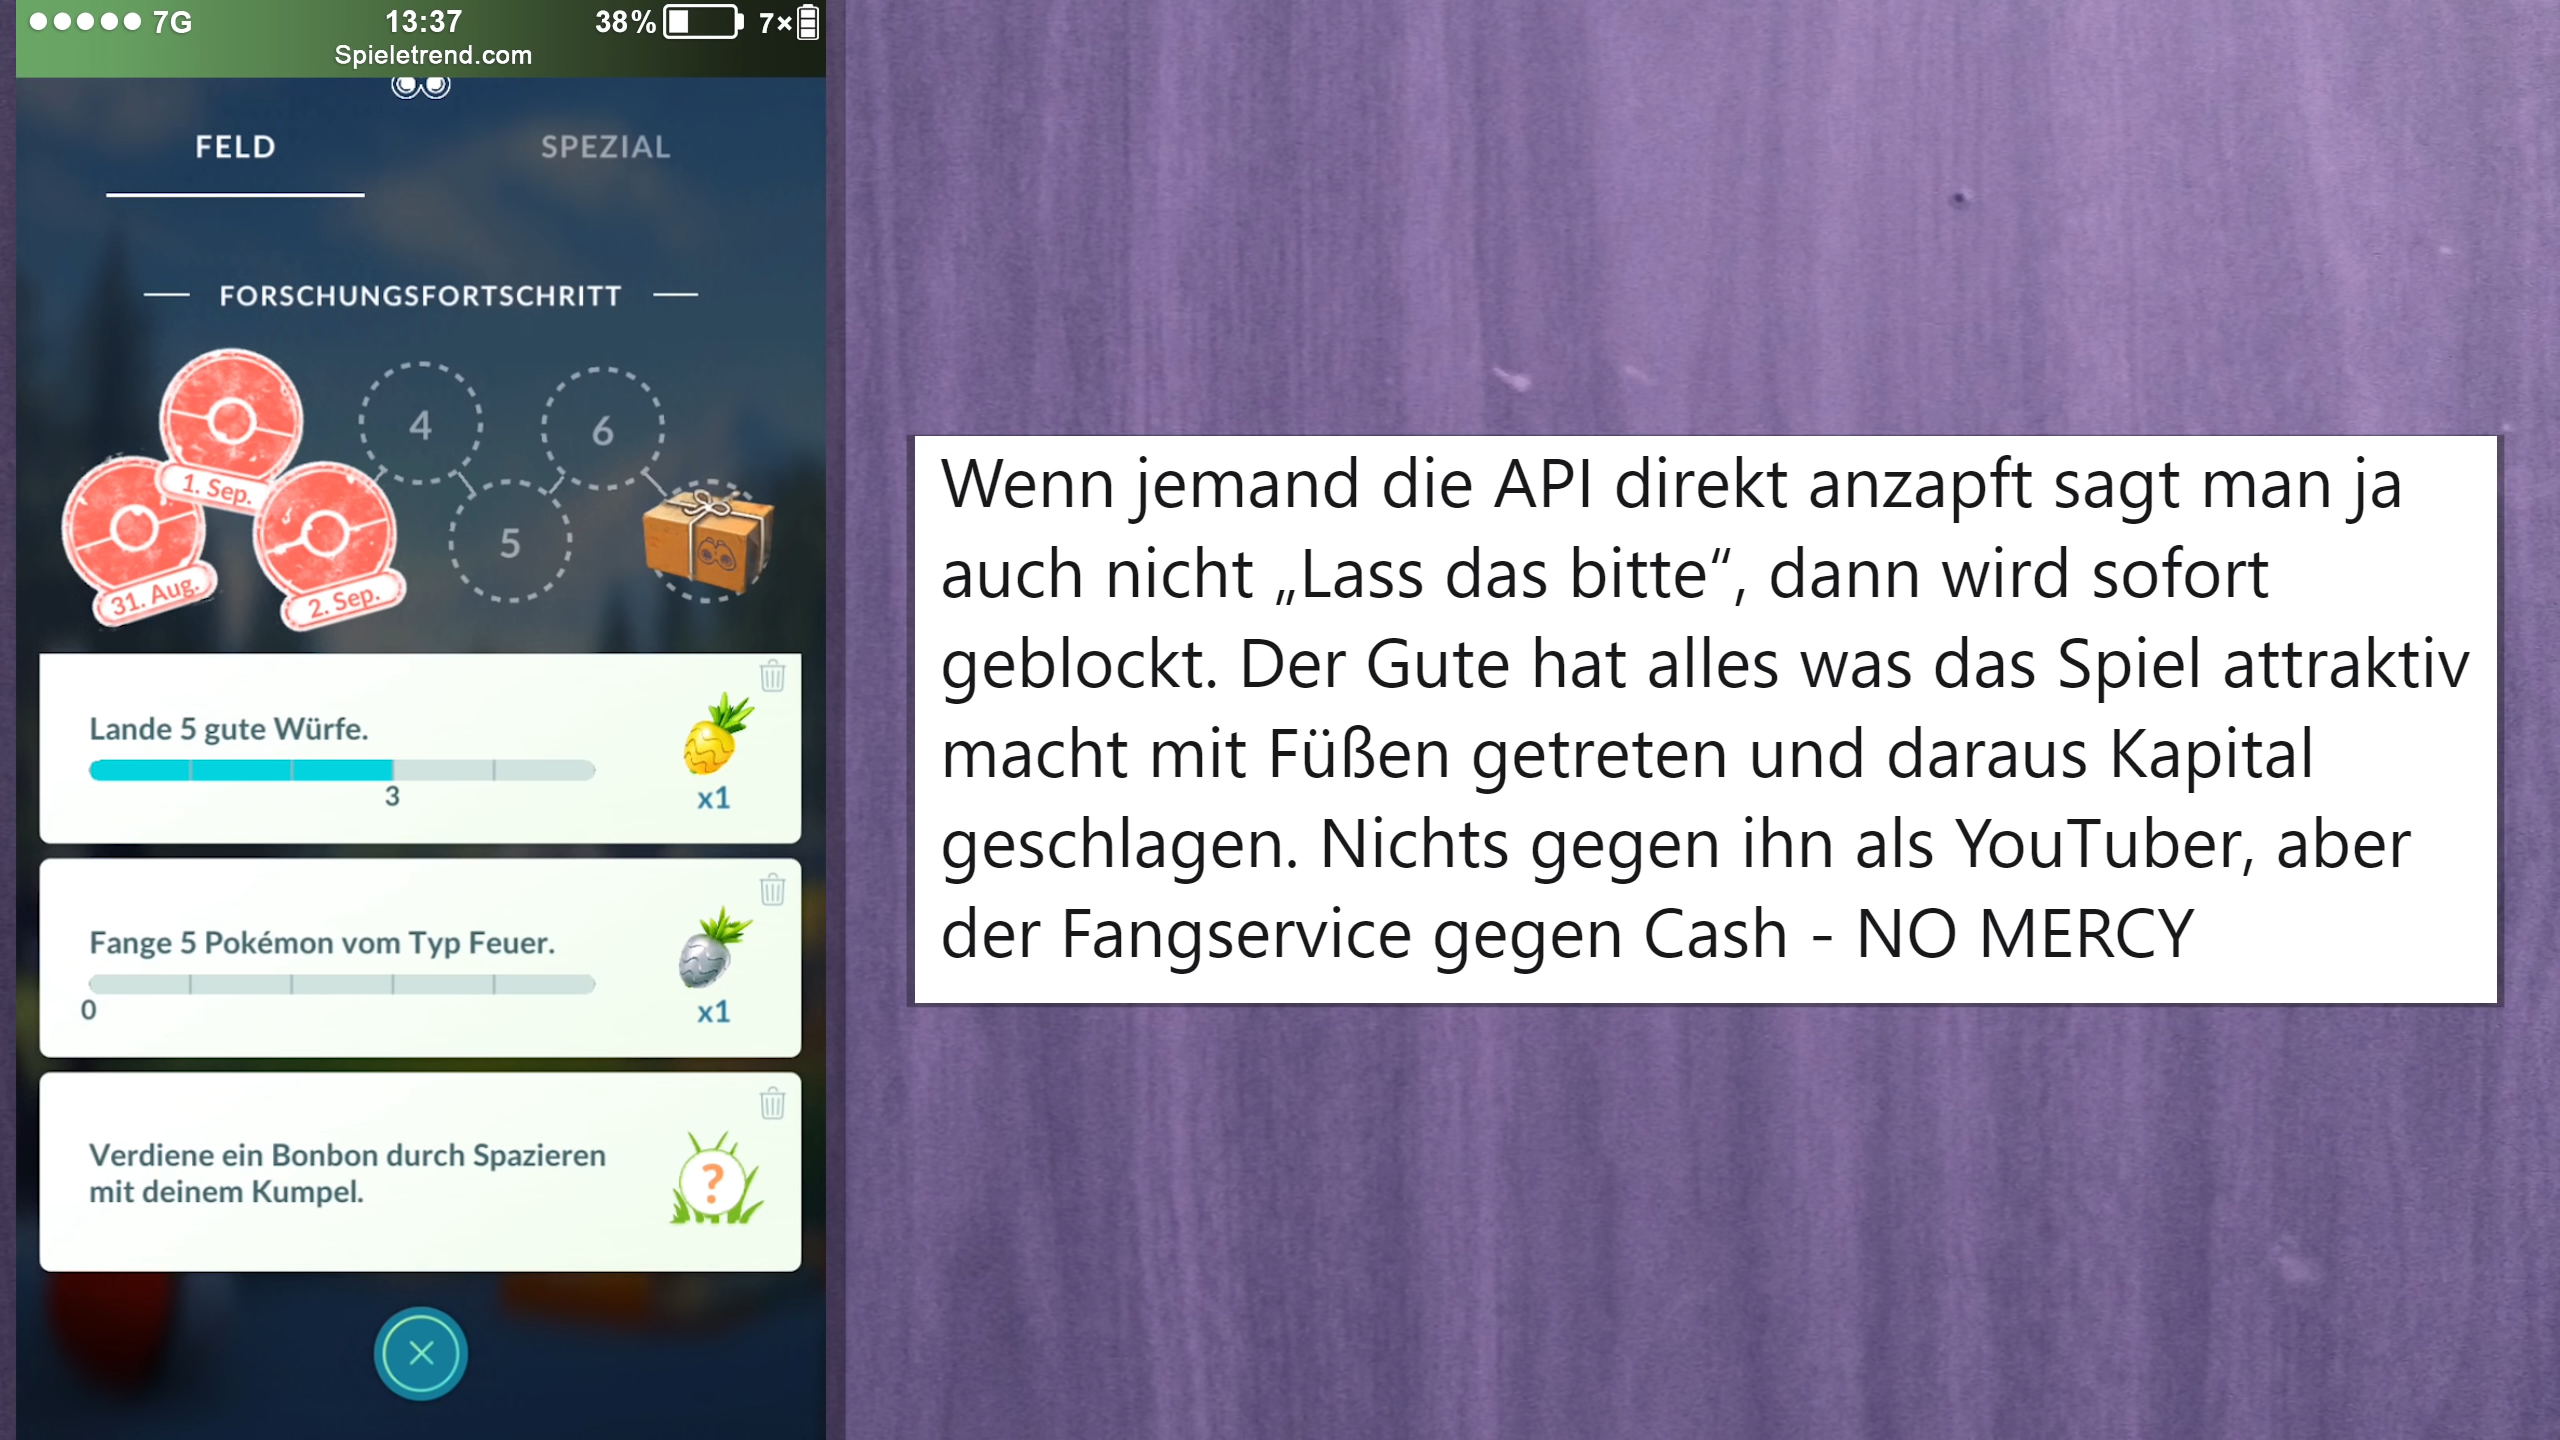 7G 13:37 38% 7×
Spieletrend.com
FELD SPEZIAL
FORSCHUNGSFORTSCHRITT
4 6
1. Sep.
5
31. Aug. 2. Sep.
Lande 5 gute Würfe.
3
x1
Fange 5 Pokémon vom Typ Feuer.
0
x1
Verdiene ein Bonbon durch Spazieren
mit deinem Kumpel.
?
Wenn jemand die API direkt anzapft sagt man ja
auch nicht „Lass das bitte“, dann wird sofort
geblockt. Der Gute hat alles was das Spiel attraktiv
macht mit Füßen getreten und daraus Kapital
geschlagen. Nichts gegen ihn als YouTuber, aber
der Fangservice gegen Cash - NO MERCY